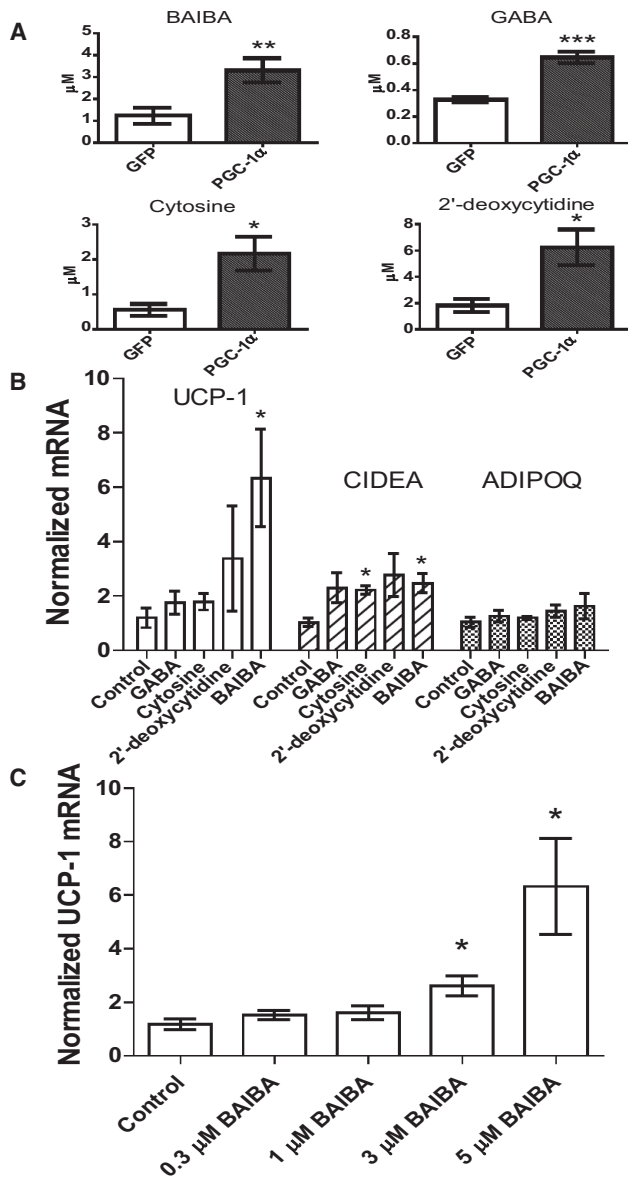 A
BAIBA
GABA
5
4
3
2
1
0
μM
**
GFP
PGC-1α
0.8
0.6
0.4
0.2
0.0
μM
***
GFP
PGC-1α
Cytosine
2'-deoxycytidine
3
2
1
0
μM
*
GFP
PGC-1α
8
6
4
2
0
μM
*
GFP
PGC-1α
B
Normalized mRNA
10
8
6
4
2
0
UCP-1
*
CIDEA
*
*
ADIPOQ
Control
GABA
Cytosine
2'-deoxycytidine
BAIBA
Control
GABA
Cytosine
2'-deoxycytidine
BAIBA
Control
GABA
Cytosine
2'-deoxycytidine
BAIBA
C
Normalized UCP-1 mRNA
10
8
6
4
2
0
*
*
Control
0.3 μM BAIBA
1 μM BAIBA
3 μM BAIBA
5 μM BAIBA